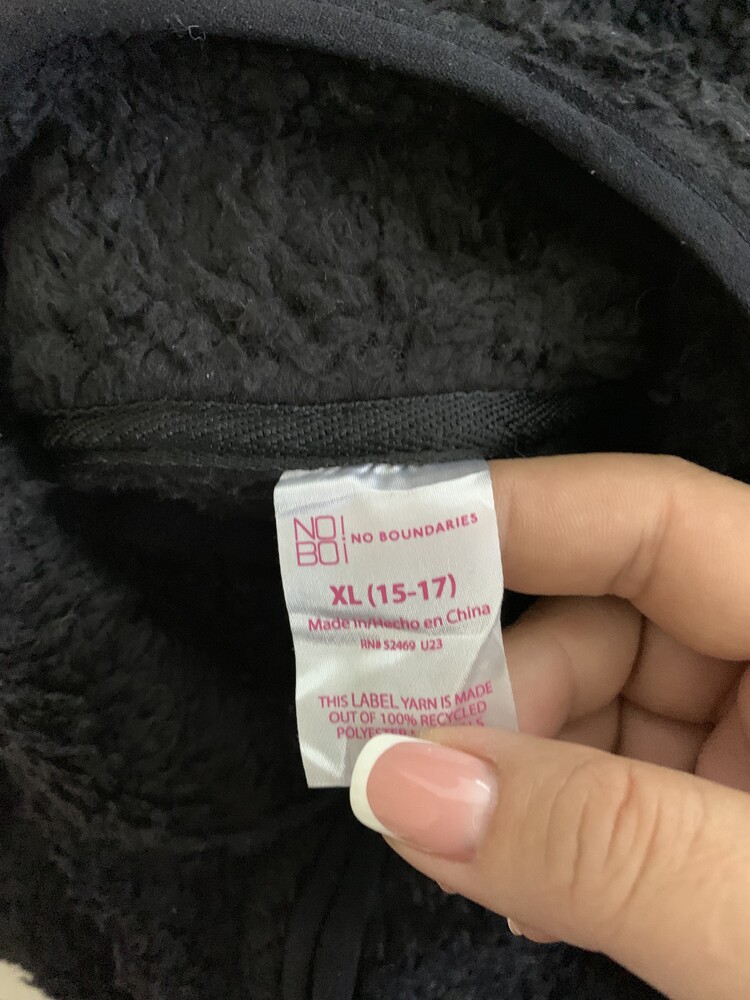 NO!
BO!
NO BOUNDARIES
XL (15-17)
Made in/Hecho en China
RN# 52469 U23
THIS LABEL YARN IS MADE
OUT OF 100% RECYCLED
POLYESTER